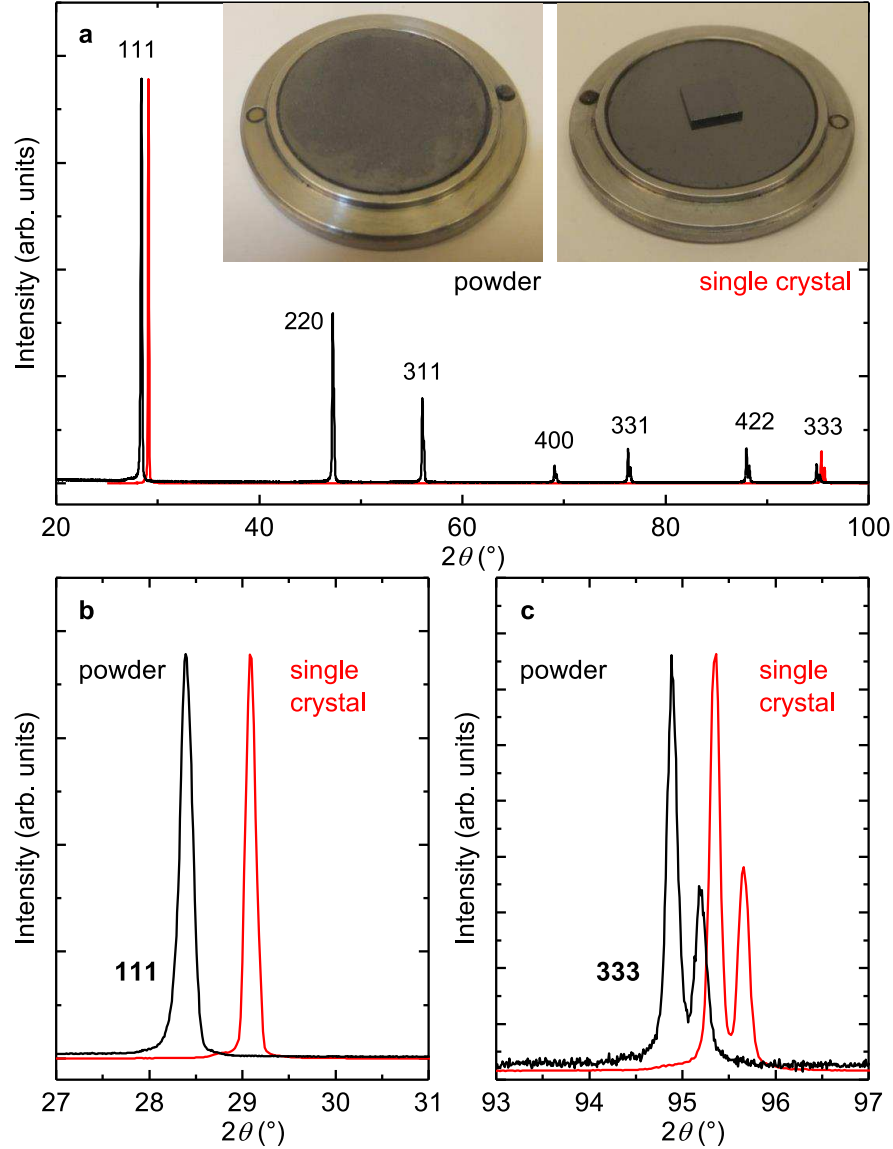 a
111
220
311
400
331
422
333
powder
single crystal
Intensity (arb. units)
20
40
60
80
100
2θ (°)
b
powder
single
crystal
111
Intensity (arb. units)
27
28
29
30
31
2θ (°)
c
powder
single
crystal
333
Intensity (arb. units)
93
94
95
96
97
2θ (°)